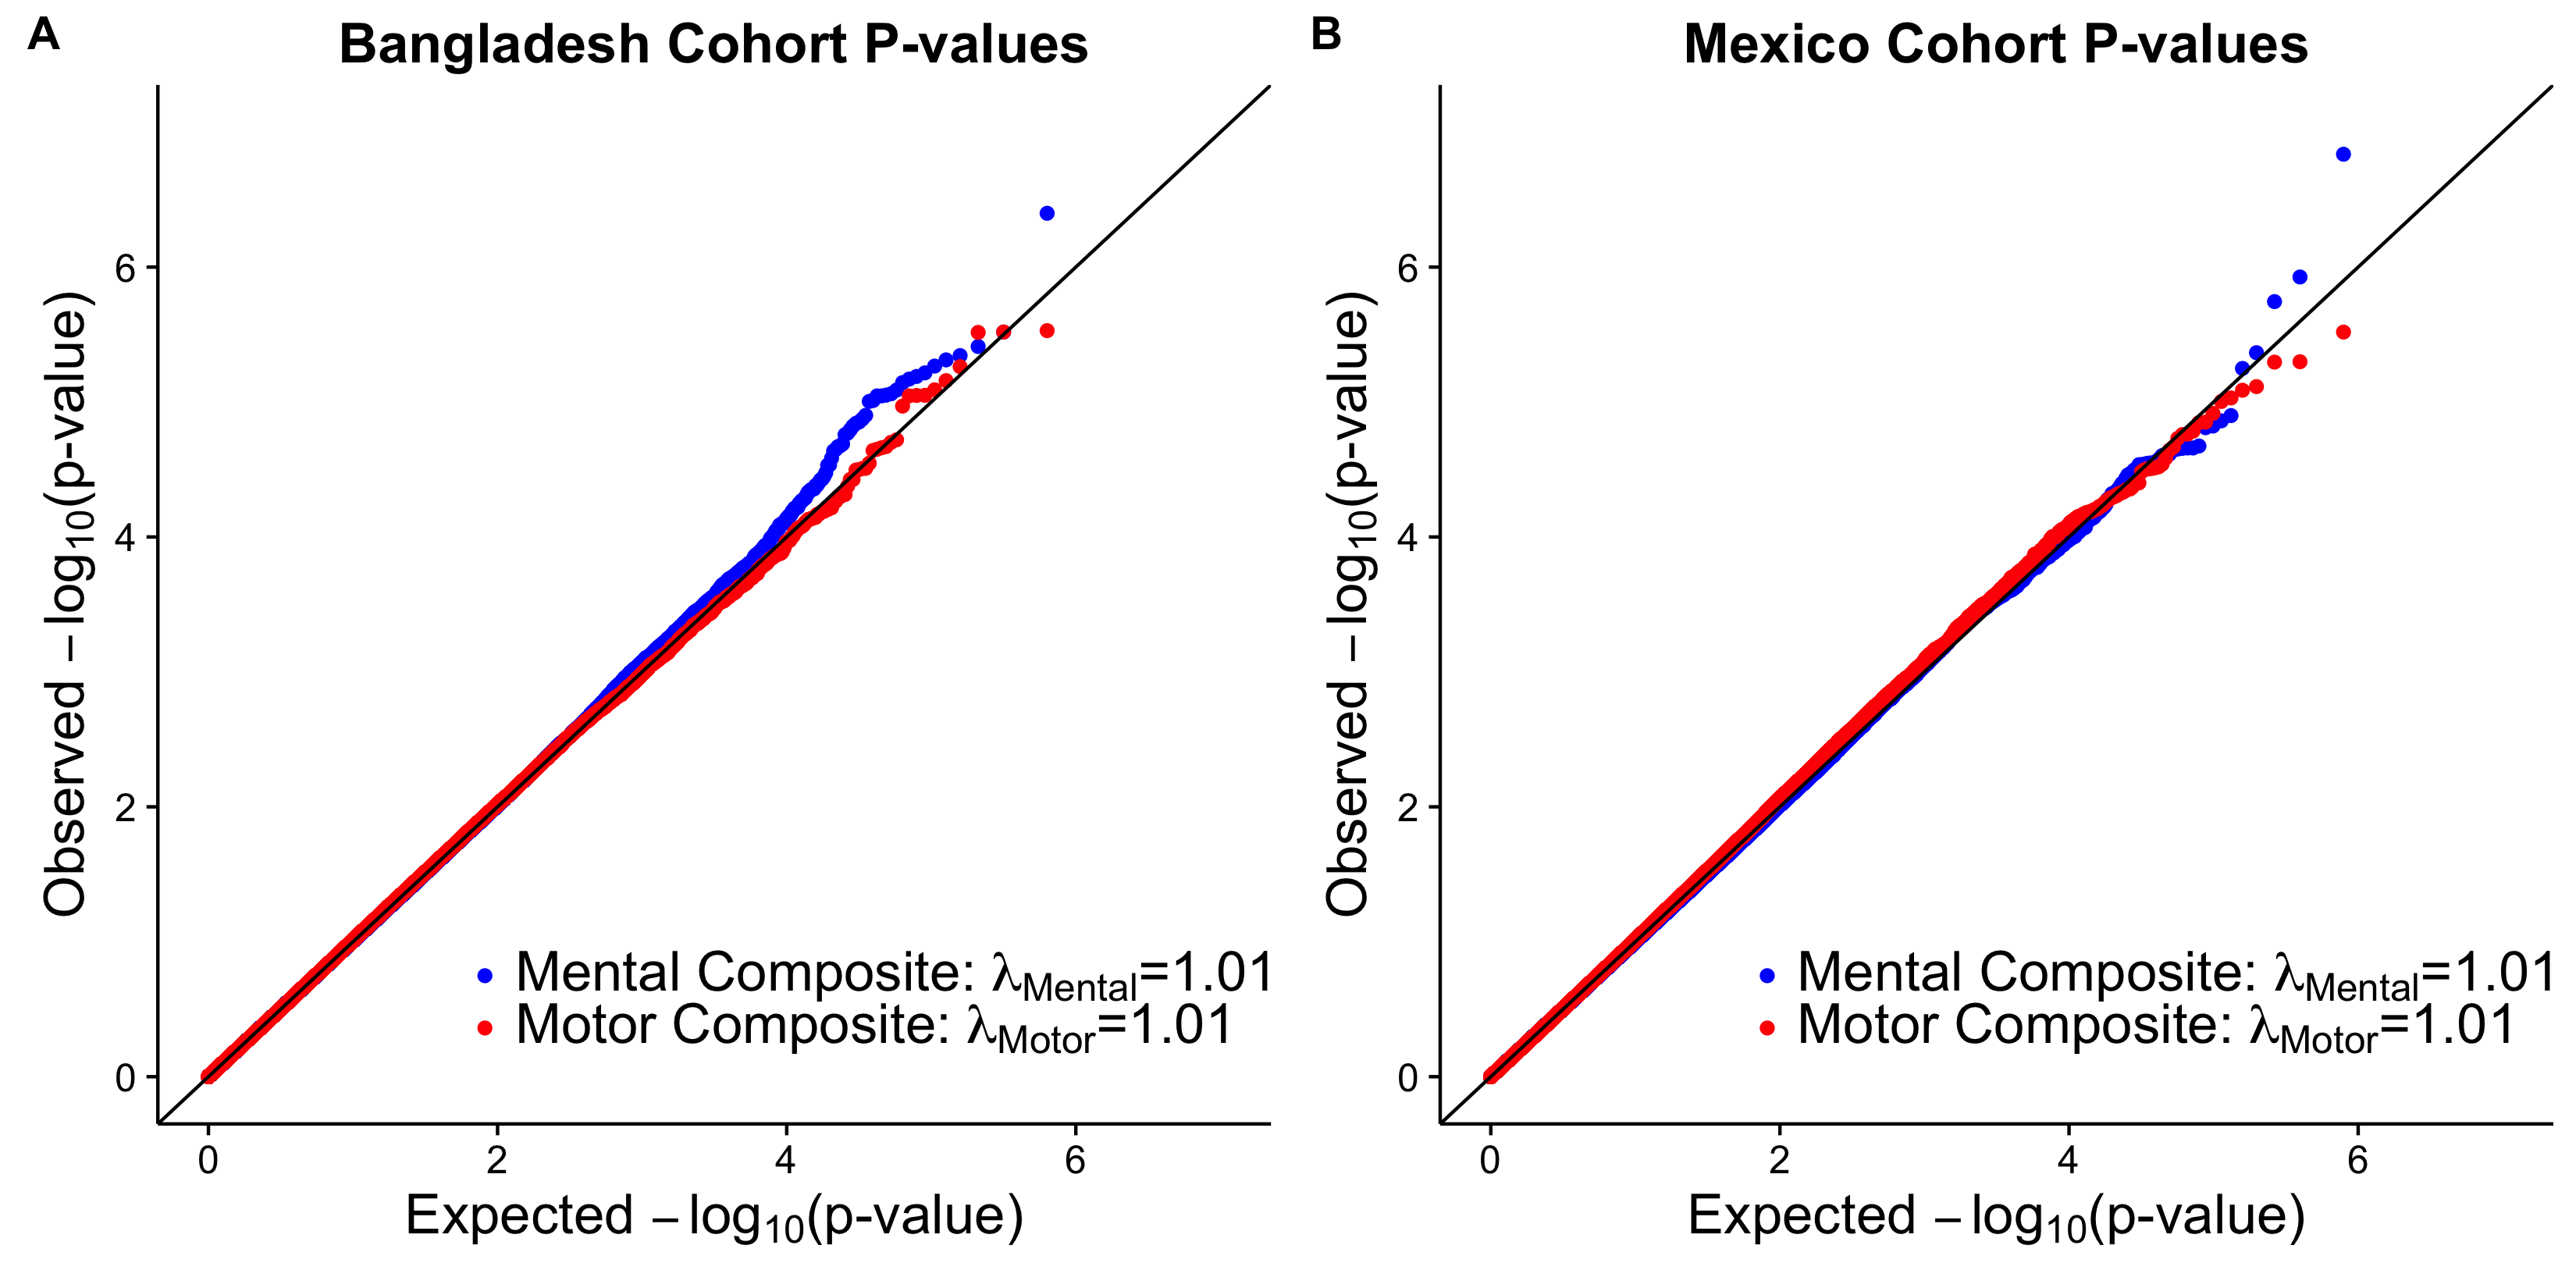 A
Bangladesh Cohort P-values
Observed −log10(p-value)
6
4
2
0
Mental Composite: λMental=1.01
Motor Composite: λMotor=1.01
0 2 4 6
Expected −log10(p-value)
B
Mexico Cohort P-values
Observed −log10(p-value)
6
4
2
0
Mental Composite: λMental=1.01
Motor Composite: λMotor=1.01
0 2 4 6
Expected −log10(p-value)